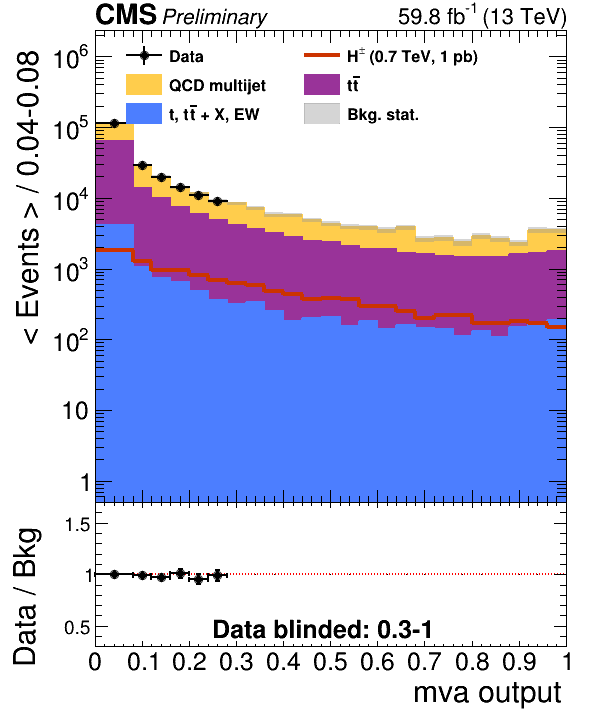 CMS Preliminary 59.8 fb⁻¹ (13 TeV)
Data H± (0.7 TeV, 1 pb)
QCD multijet tt̄
t, tt̄ + X, EW Bkg. stat.
< Events > / 0.04-0.08
10⁶
10⁵
10⁴
10³
10²
10
1
Data / Bkg
1.5
1
0.5
Data blinded: 0.3-1
0 0.1 0.2 0.3 0.4 0.5 0.6 0.7 0.8 0.9 1
mva output